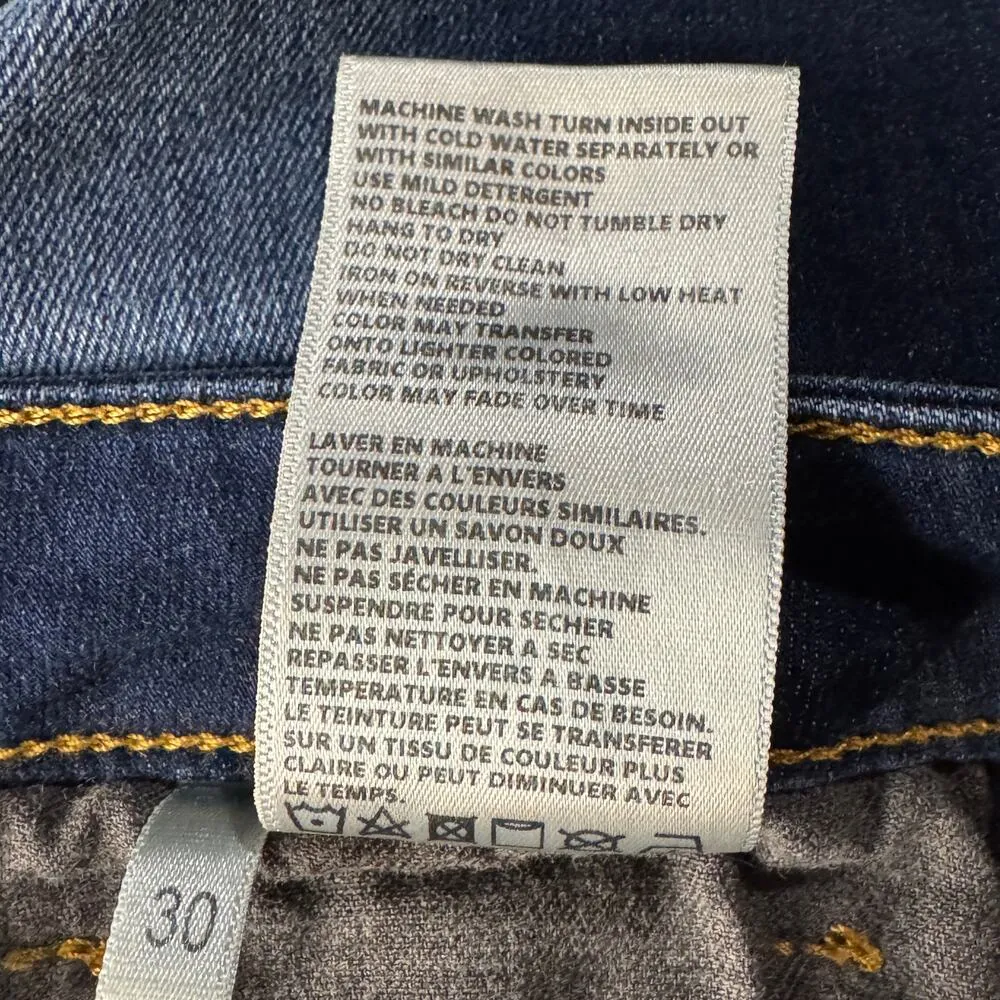 MACHINE WASH TURN INSIDE OUT
WITH COLD WATER SEPARATELY OR
WITH SIMILAR COLORS
USE MILD DETERGENT
NO BLEACH DO NOT TUMBLE DRY
HANG TO DRY
DO NOT DRY CLEAN
IRON ON REVERSE WITH LOW HEAT
WHEN NEEDED
COLOR MAY TRANSFER
ONTO LIGHTER COLORED
FABRIC OR UPHOLSTERY
COLOR MAY FADE OVER TIME
LAVER EN MACHINE
TOURNER A L'ENVERS
AVEC DES COULEURS SIMILAIRES.
UTILISER UN SAVON DOUX
NE PAS JAVELLISER.
NE PAS SÉCHER EN MACHINE
SUSPENDRE POUR SECHER
NE PAS NETTOYER A SEC
REPASSER L'ENVERS A BASSE
TEMPERATURE EN CAS DE BESOIN.
LE TEINTURE PEUT SE TRANSFERER
SUR UN TISSU DE COULEUR PLUS
CLAIRE OU PEUT DIMINUER AVEC
LE TEMPS.
30